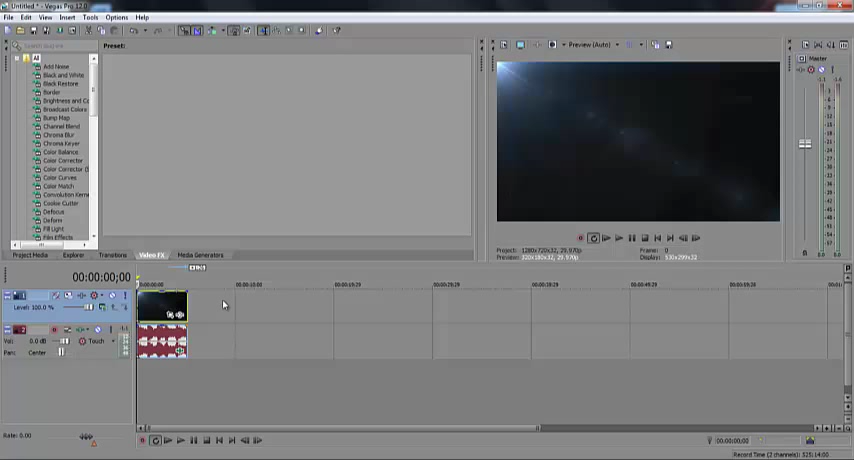 Untitled * - Vegas Pro 12.0
File Edit View Insert Tools Options Help
Preset:
Preview (Auto)
Master
All
Add Noise
Black and White
Black Restore
Border
Brightness and Co
Broadcast Colors
Bump Map
Channel Blend
Chroma Blur
Chroma Keyer
Color Balance
Color Corrector
Color Corrector (S
Color Curves
Color Match
Convolution Kerne
Cookie Cutter
Defocus
Deform
Fill Light
Film Effects
Project Media Explorer Transitions Video FX Media Generators
Project: 1280x720x32, 29.970p
Frame: 0
Preview: 320x180x32, 29.970p
Display: 530x299x32
00:00:00;00
00:00:00;00 00:00:10;00 00:00:19;29 00:00:29;29 00:00:39;29 00:00:49;29 00:00:59;28
1
Level: 100.0 %
2
Vol: 0.0 dB Touch
Pan: Center
Rate: 0.00
00:00:00;00
Record Time (2 channels): 525:14:00